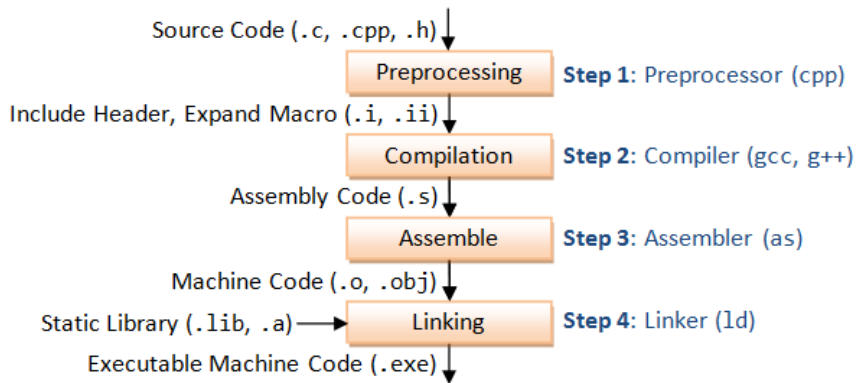 Source Code (.c, .cpp, .h)
Preprocessing
Step 1: Preprocessor (cpp)
Include Header, Expand Macro (.i, .ii)
Compilation
Step 2: Compiler (gcc, g++)
Assembly Code (.s)
Assemble
Step 3: Assembler (as)
Machine Code (.o, .obj)
Static Library (.lib, .a)
Linking
Step 4: Linker (ld)
Executable Machine Code (.exe)